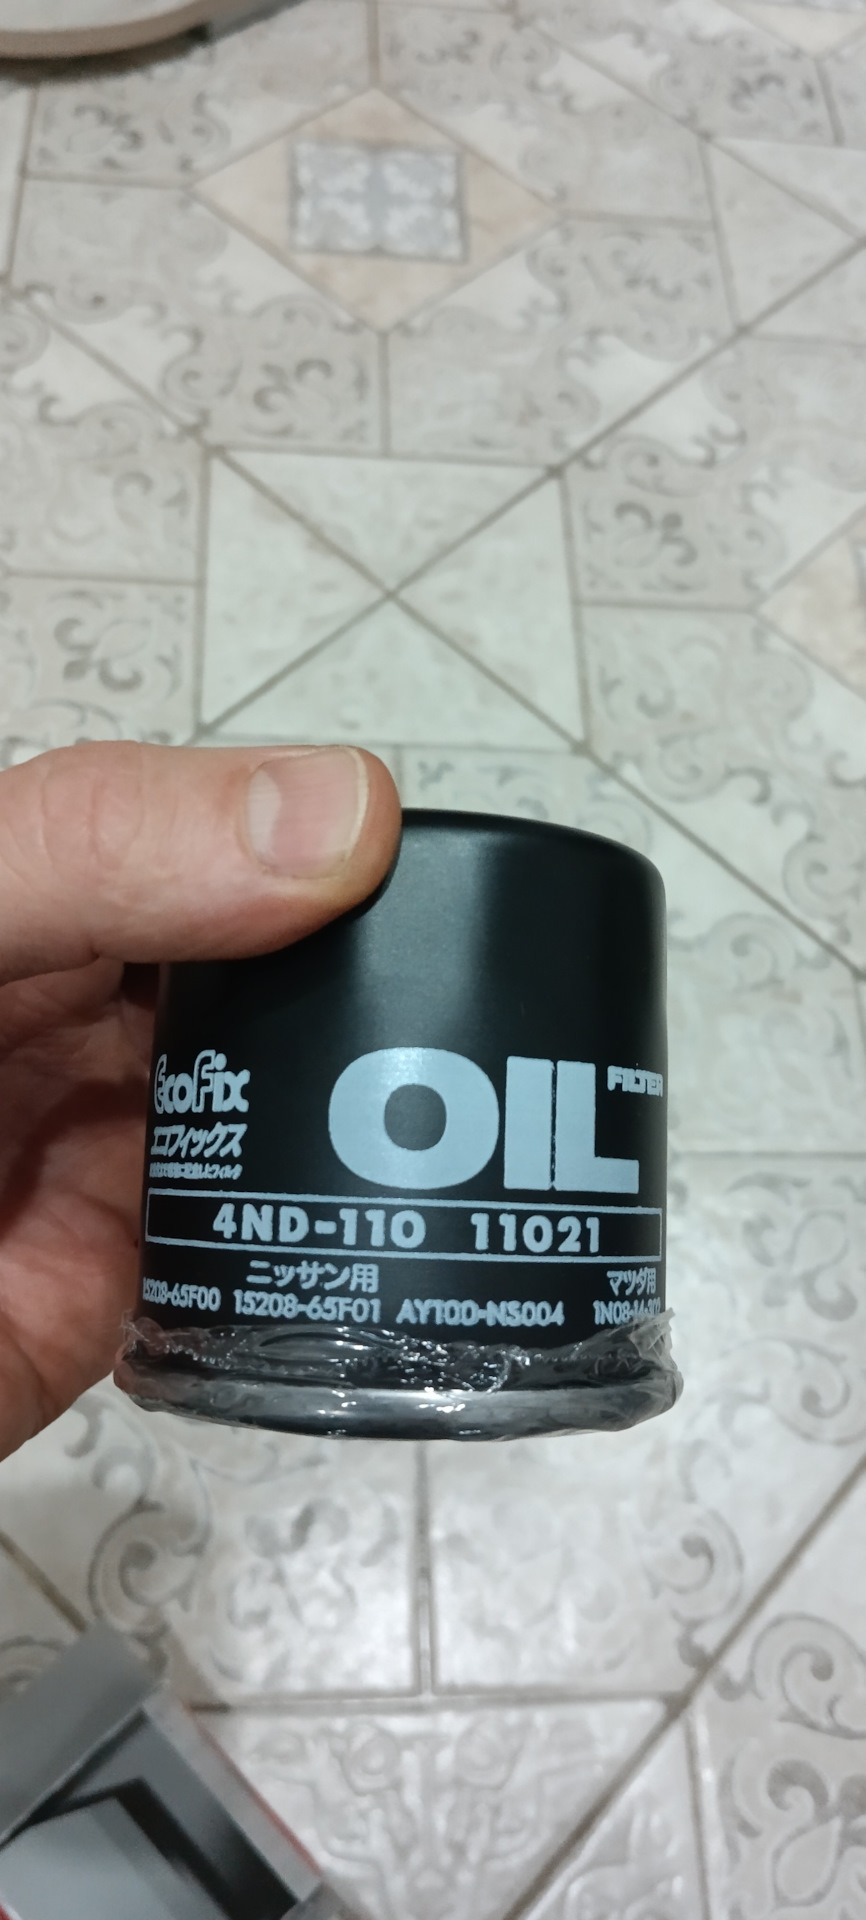 EcoFix
エコフィックス
OIL FILTER
4ND-110 11021
ニッサン用 マツダ用
15208-65F00 15208-65F01 AY100-NS004